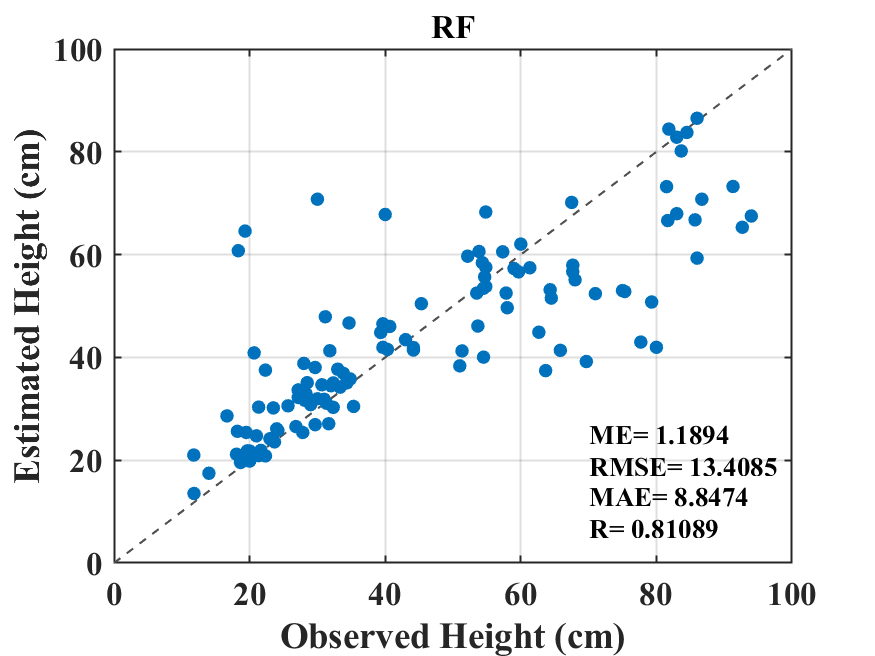 RF
100
80
60
40
20
0
Estimated Height (cm)
ME= 1.1894
RMSE= 13.4085
MAE= 8.8474
R= 0.81089
0 20 40 60 80 100
Observed Height (cm)